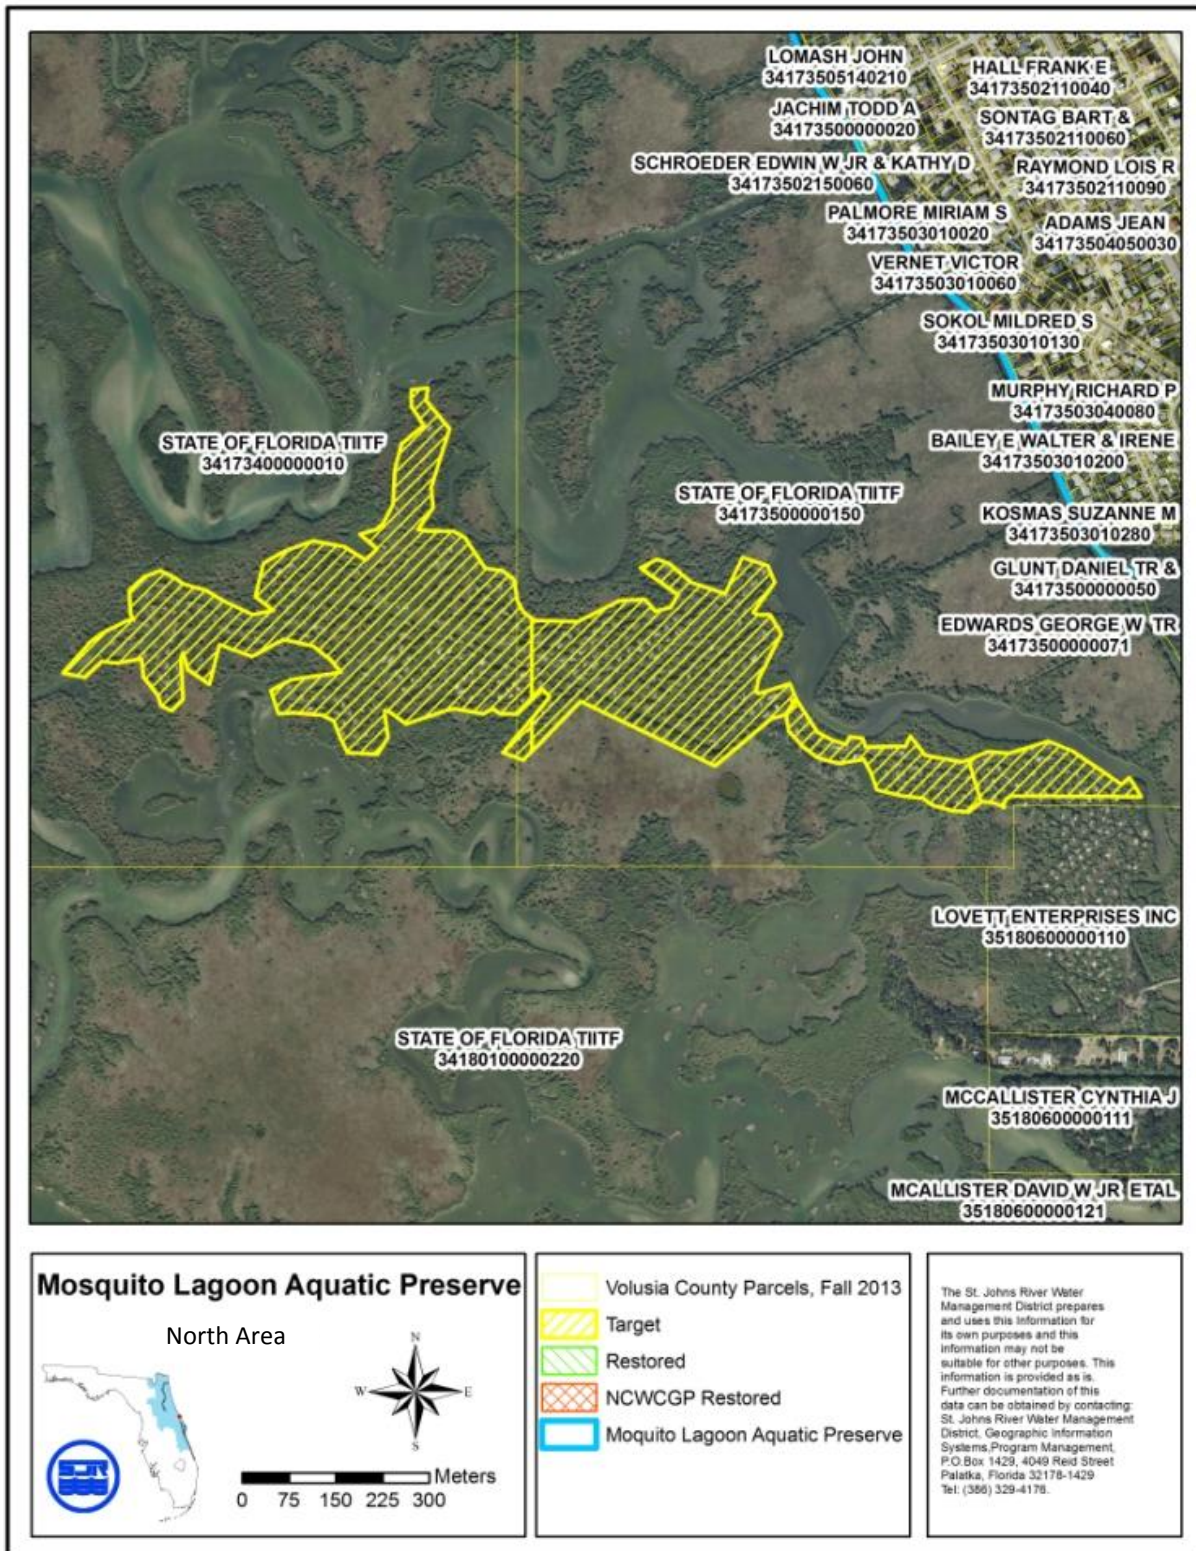 LOMASH JOHN
34173505140210
HALL FRANK E
34173502110040
JACHIM TODD A
34173500000020
SONTAG BART &
34173502110060
SCHROEDER EDWIN W JR & KATHY D
34173502150060
RAYMOND LOIS R
34173502110090
PALMORE MIRIAM S
34173503010020
ADAMS JEAN
34173504050030
VERNET VICTOR
34173503010060
SOKOL MILDRED S
34173503010130
MURPHY RICHARD P
34173503040080
STATE OF FLORIDA TIITF
34173400000010
BAILEY E WALTER & IRENE
34173503010200
STATE OF FLORIDA TIITF
34173500000150
KOSMAS SUZANNE M
34173503010280
GLUNT DANIEL TR &
34173500000050
EDWARDS GEORGE W TR
34173500000071
LOVETT ENTERPRISES INC
35180600000110
STATE OF FLORIDA TIITF
34180100000220
MCCALLISTER CYNTHIA J
35180600000111
MCALLISTER DAVID W JR ETAL
35180600000121
Mosquito Lagoon Aquatic Preserve
North Area
N
W E
S
Meters
0 75 150 225 300
Volusia County Parcels, Fall 2013
Target
Restored
NCWCGP Restored
Moquito Lagoon Aquatic Preserve
The St. Johns River Water
Management District prepares
and uses this Information for
its own purposes and this
information may not be
suitable for other purposes. This
information is provided as is.
Further documentation of this
data can be obtained by contacting:
St. Johns River Water Management
District, Geographic Information
Systems,Program Management,
P.O.Box 1429, 4049 Reid Street
Palatka, Florida 32178-1429
Tel: (386) 329-4176.